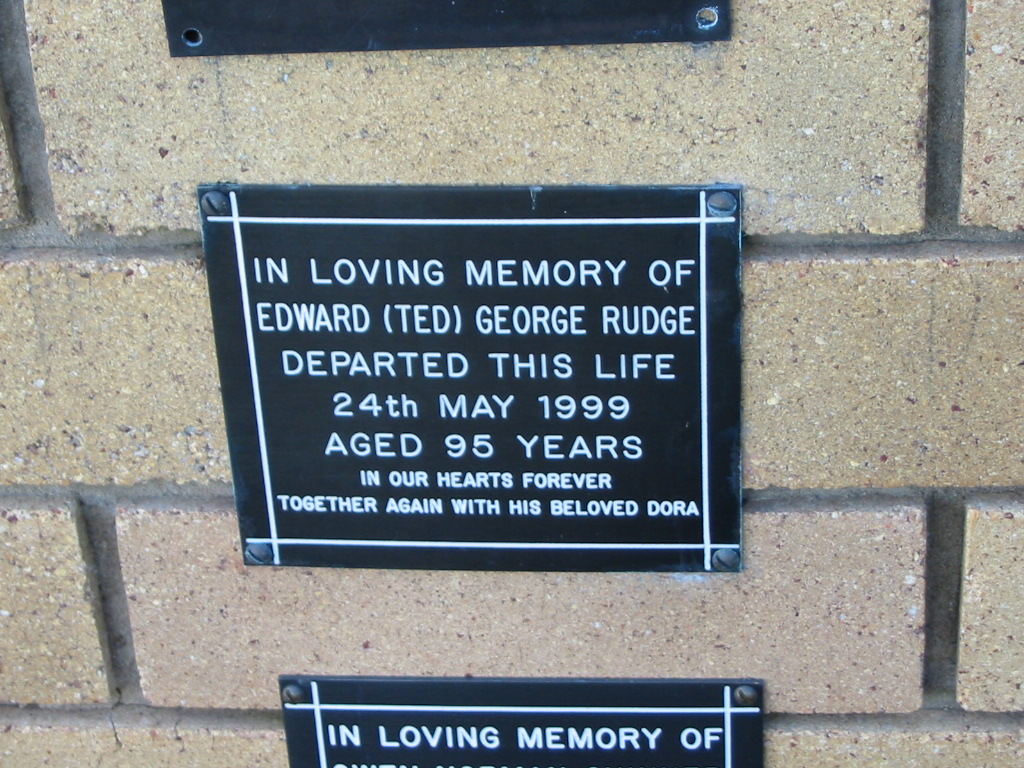 IN LOVING MEMORY OF
EDWARD (TED) GEORGE RUDGE
DEPARTED THIS LIFE
24th MAY 1999
AGED 95 YEARS
IN OUR HEARTS FOREVER
TOGETHER AGAIN WITH HIS BELOVED DORA
IN LOVING MEMORY OF